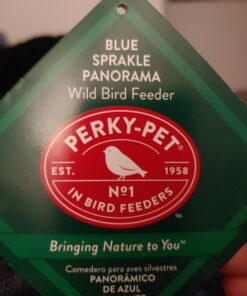 BLUE
SPRAKLE
PANORAMA
Wild Bird Feeder
PERKY-PET®
EST.
1958
Nº1
IN BIRD FEEDERS
™
Bringing Nature to You™
Comedero para aves silvestres
PANORÁMICO
DE AZUL